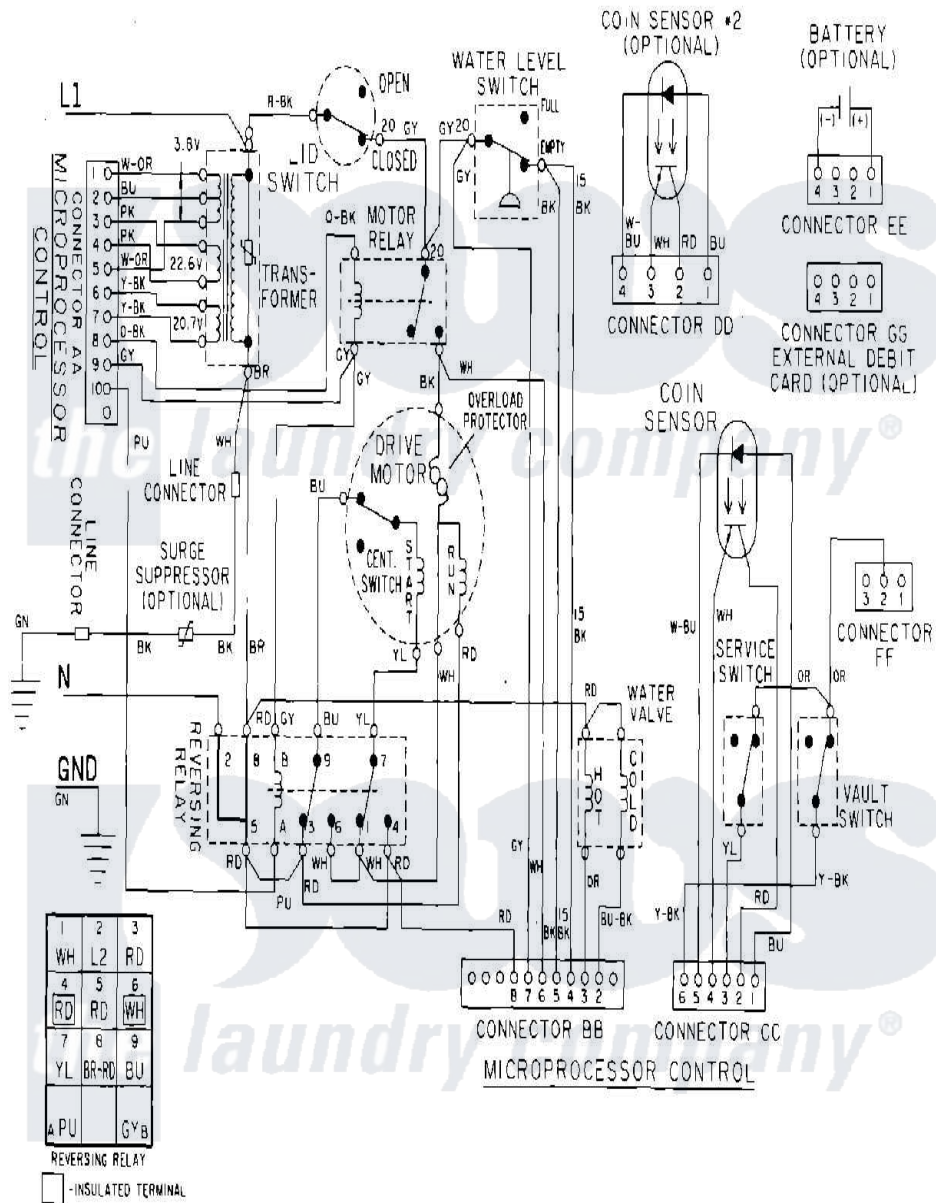 COIN SENSOR #2
(OPTIONAL)
BATTERY
(OPTIONAL)
(-) (+)
4 3 2 1
CONNECTOR EE
4 3 2 1
CONNECTOR GG
EXTERNAL DEBIT
CARD (OPTIONAL)
W-BU WH RD BU
4 3 2 1
CONNECTOR DD
WATER LEVEL
SWITCH
FULL
EMPTY
GY 20
GY
15
BK BK
L1
OPEN
20
GY
CLOSED
LID
SWITCH
3.8V
MICROPROCESSOR
CONTROL
CONNECTOR AA
1 W-OR
2 BU
3 PK
4 PK
5 W-OR
6 Y-BK
7 Y-BK
8 O-BK
9 GY
10
PU
22.6V
20.7V
TRANS-
FORMER
O-BK
MOTOR
RELAY
20
GY
GY
BK
WH
BR
WH
LINE
CONNECTOR
LINE
CONNECTOR
SURGE
SUPPRESSOR
(OPTIONAL)
GN
BK BK BR
OVERLOAD
PROTECTOR
DRIVE
MOTOR
BU
CENT.
SWITCH
START
RUN
YL
WH
RD
15
BK
COIN
SENSOR
W-BU
WH
SERVICE
SWITCH
3 2 1
CONNECTOR
FF
OR OR
VAULT
SWITCH
YL
RD
Y-BK
Y-BK
BU
6 5 4 3 2 1
CONNECTOR CC
N
GND
GN
REVERSING
RELAY
RD GY BU YL
2 8 B 9 7
5 A 3 6 1 4
RD WH WH RD
RD
PU
RD
WATER
VALVE
HOT
COLD
OR
BU-BK
GY
WH
RD
15
BK BK
8 7 6 5 4 3 2
CONNECTOR BB
MICROPROCESSOR CONTROL
1 2 3
WH L2 RD
4 5 6
RD RD WH
7 8 9
YL BR-RD BU
A PU GY B
REVERSING RELAY
-INSULATED TERMINAL
the laundry company®
the laundry company®